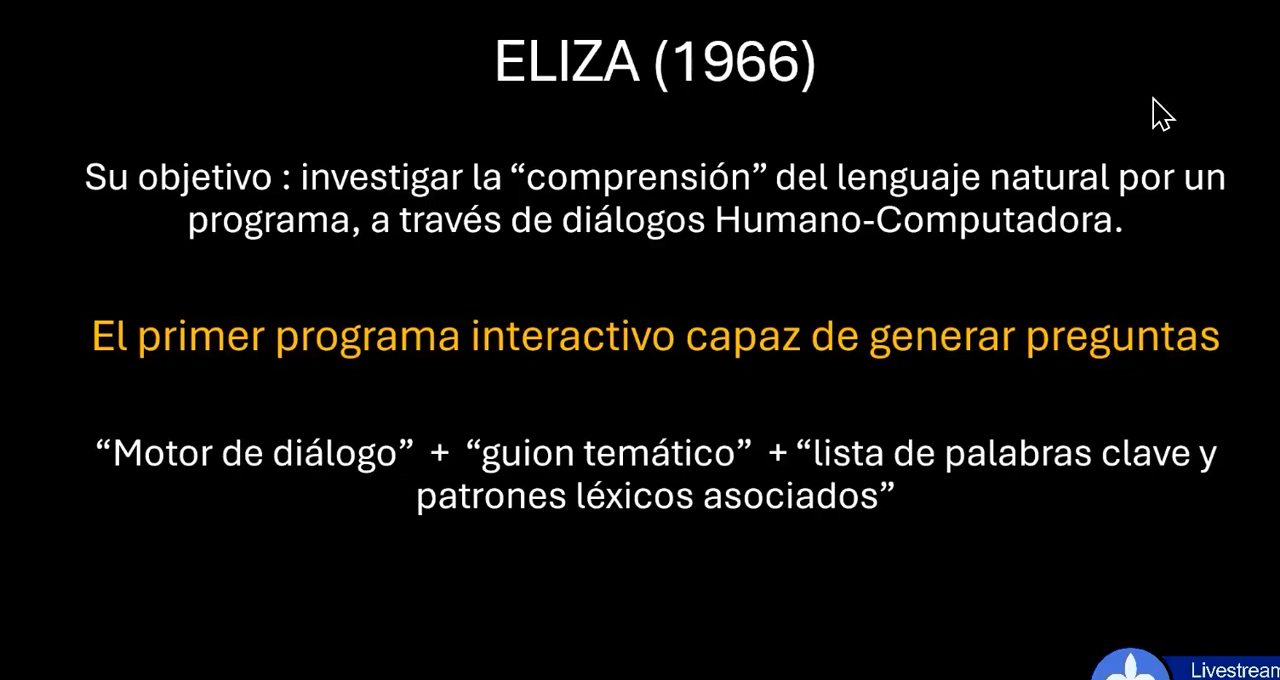 ELIZA (1966)
Su objetivo : investigar la “comprensión” del lenguaje natural por un
programa, a través de diálogos Humano-Computadora.
El primer programa interactivo capaz de generar preguntas
“Motor de diálogo” + “guion temático” + “lista de palabras clave y
patrones léxicos asociados”
Livestream